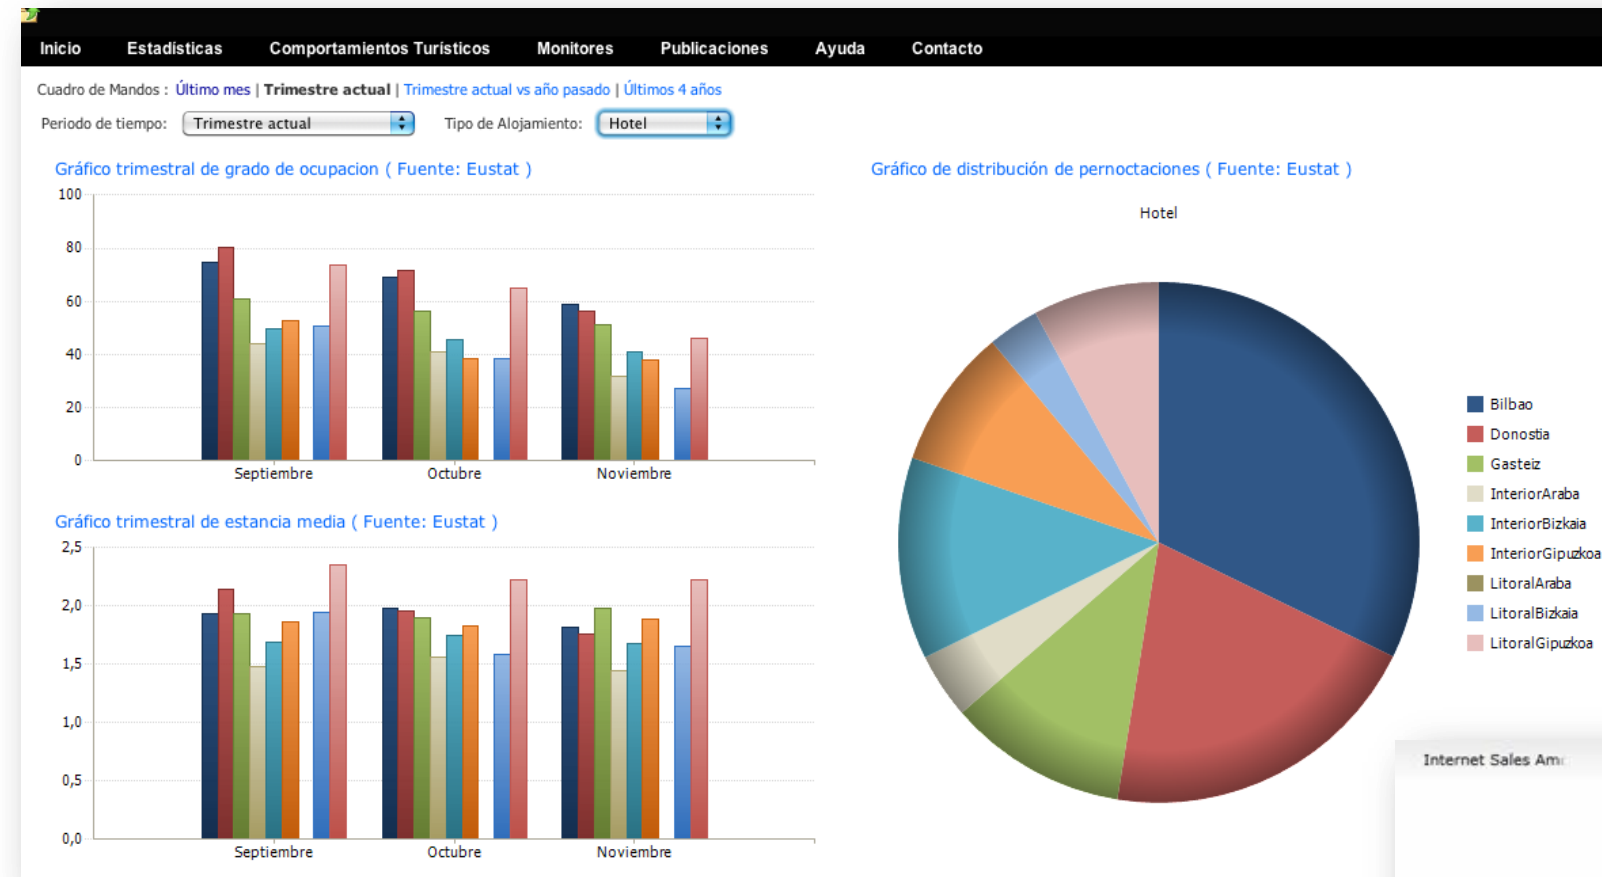 Inicio Estadísticas Comportamientos Turísticos Monitores Publicaciones Ayuda Contacto
Cuadro de Mandos : Último mes | Trimestre actual | Trimestre actual vs año pasado | Últimos 4 años
Periodo de tiempo: Trimestre actual Tipo de Alojamiento: Hotel
Gráfico trimestral de grado de ocupacion ( Fuente: Eustat )
100
80
60
40
20
0
Septiembre Octubre Noviembre
Gráfico trimestral de estancia media ( Fuente: Eustat )
2,5
2,0
1,5
1,0
0,5
0,0
Septiembre Octubre Noviembre
Gráfico de distribución de pernoctaciones ( Fuente: Eustat )
Hotel
Bilbao
Donostia
Gasteiz
InteriorAraba
InteriorBizkaia
InteriorGipuzkoa
LitoralAraba
LitoralBizkaia
LitoralGipuzkoa
Internet Sales